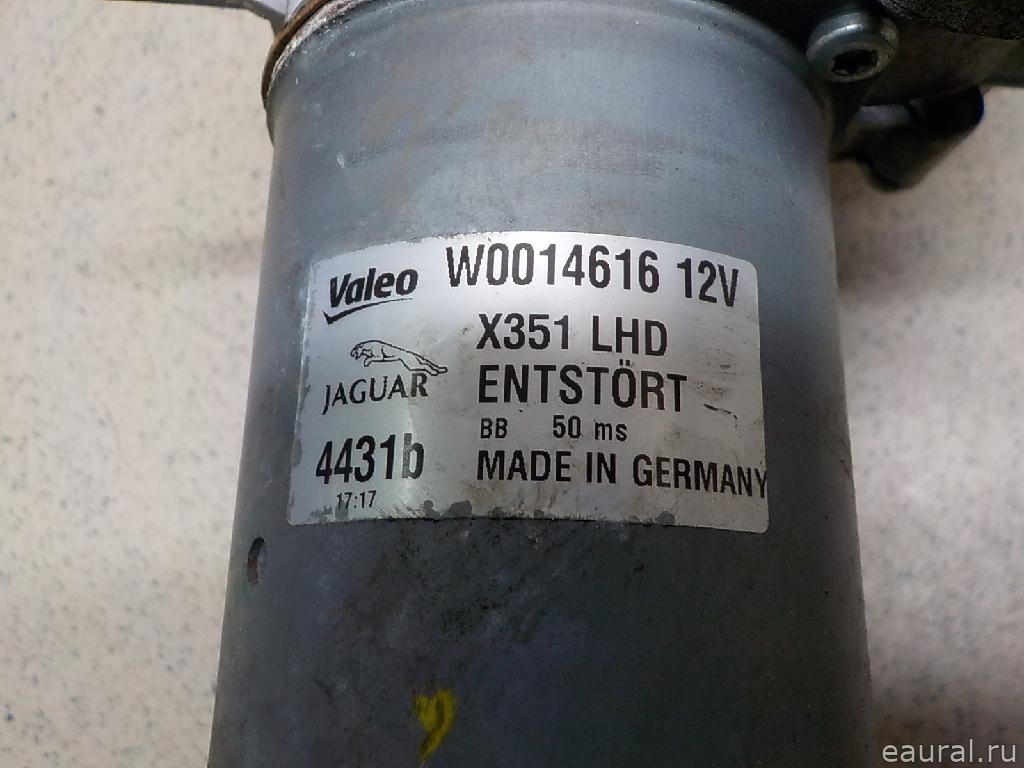 Valeo W0014616 12V
X351 LHD
JAGUAR ENTSTÖRT
BB 50 ms
4431b MADE IN GERMANY
17:17
eaural.ru